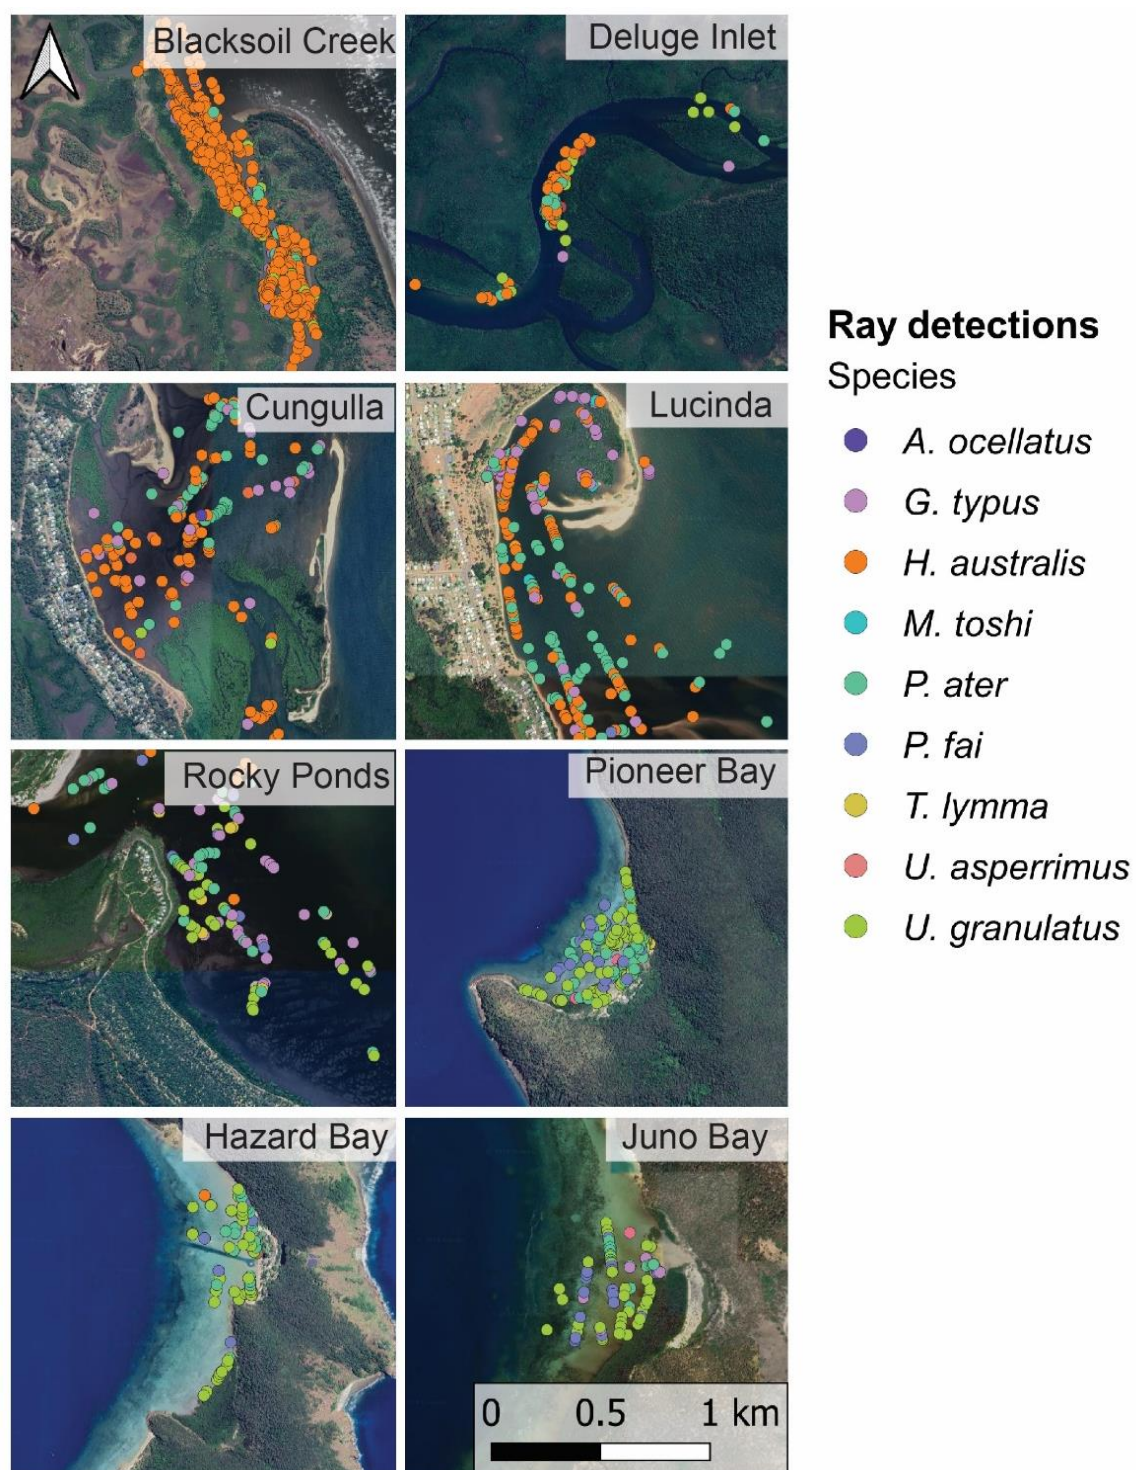 Blacksoil Creek
Deluge Inlet
Cungulla
Lucinda
Rocky Ponds
Pioneer Bay
Hazard Bay
Juno Bay
0 0.5 1 km
Ray detections
Species
A. ocellatus
G. typus
H. australis
M. toshi
P. ater
P. fai
T. lymma
U. asperrimus
U. granulatus